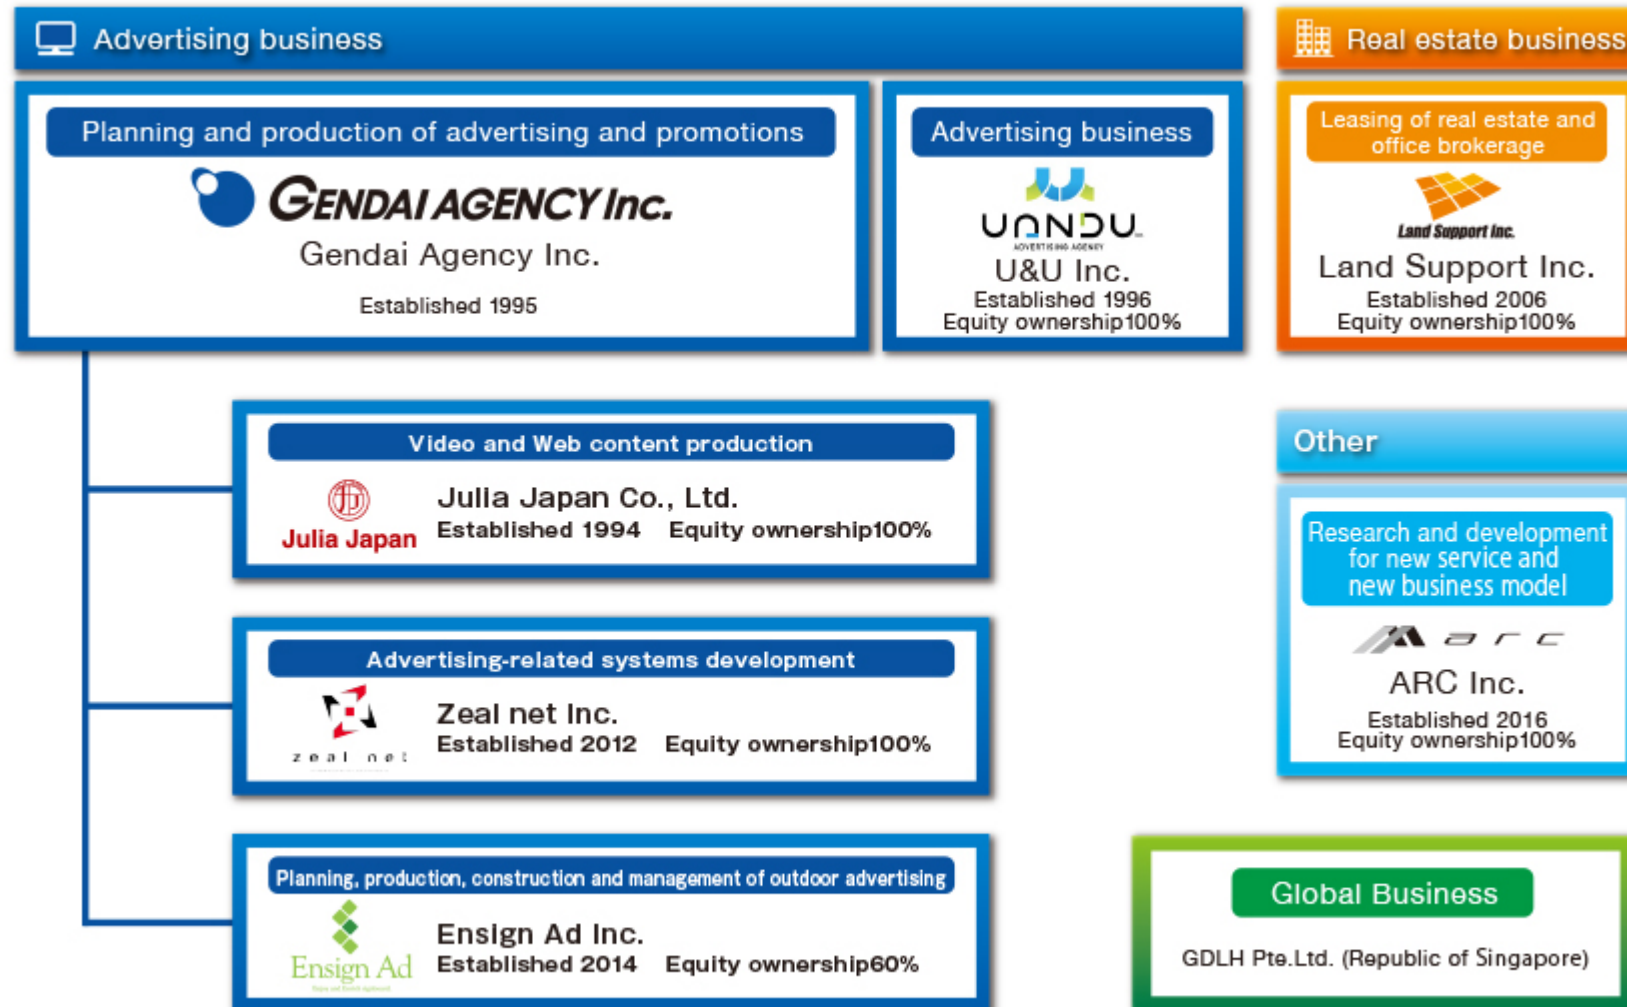 Advertising business
Planning and production of advertising and promotions
GENDAI AGENCY Inc.
Gendai Agency Inc.
Established 1995
Advertising business
UANDU
ADVERTISING AGENCY
U&U Inc.
Established 1996
Equity ownership100%
Real estate business
Leasing of real estate and
office brokerage
Land Support Inc.
Land Support Inc.
Established 2006
Equity ownership100%
Video and Web content production
Julia Japan
Julia Japan Co., Ltd.
Established 1994 Equity ownership100%
Advertising-related systems development
zeal net
Zeal net Inc.
Established 2012 Equity ownership100%
Planning, production, construction and management of outdoor advertising
Ensign Ad
Ensign Ad Inc.
Established 2014 Equity ownership60%
Other
Research and development
for new service and
new business model
arc
ARC Inc.
Established 2016
Equity ownership100%
Global Business
GDLH Pte.Ltd. (Republic of Singapore)